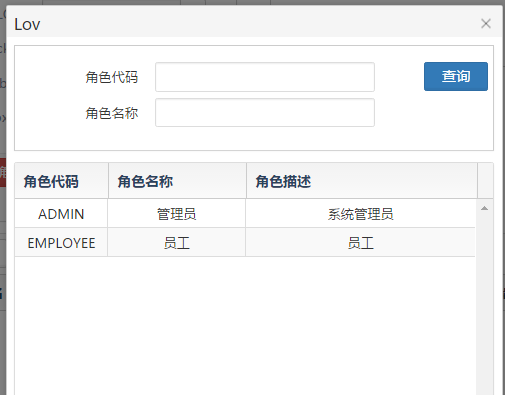 Lov
角色代码 查询
角色名称
角色代码 角色名称 角色描述
ADMIN 管理员 系统管理员
EMPLOYEE 员工 员工